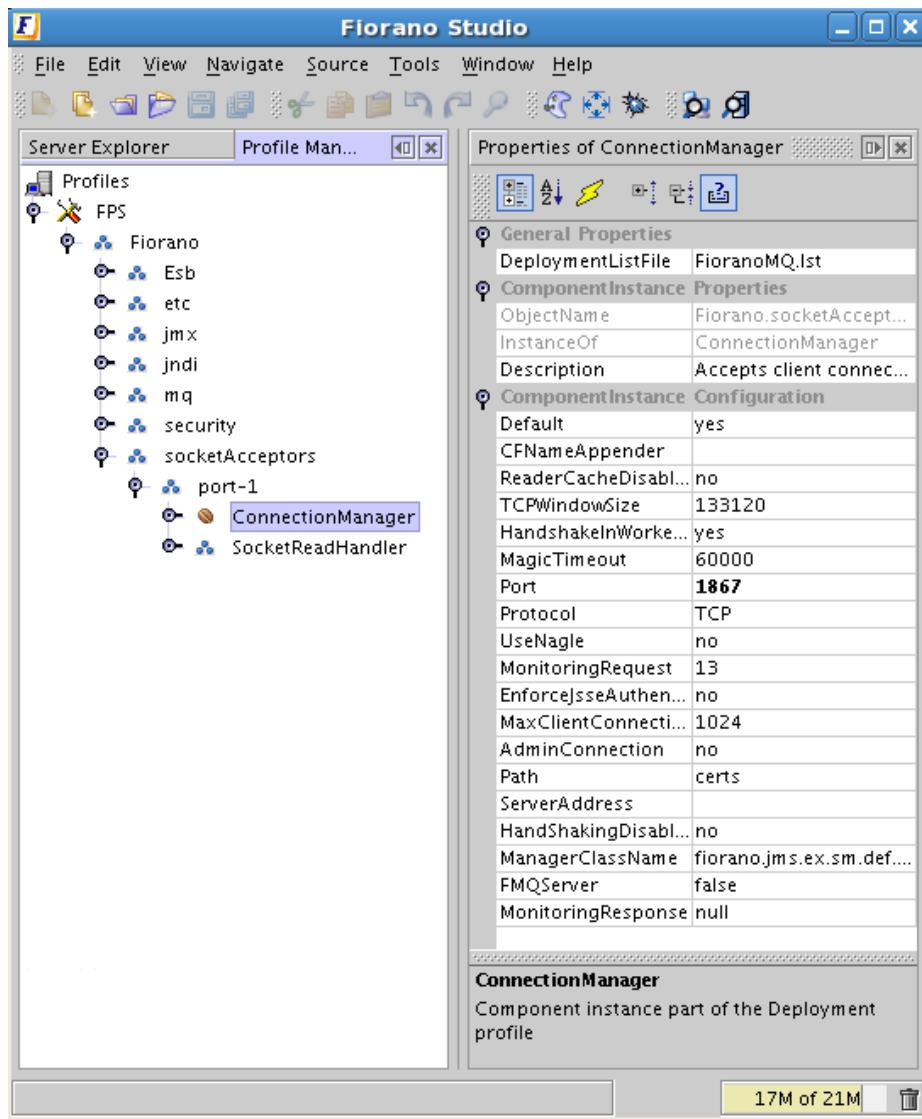 Fiorano Studio
File Edit View Navigate Source Tools Window Help
Server Explorer
Profile Man...
Profiles
FPS
Fiorano
Esb
etc
jmx
jndi
mq
security
socketAcceptors
port-1
ConnectionManager
SocketReadHandler
Properties of ConnectionManager
General Properties
DeploymentListFile FioranoMQ.lst
ComponentInstance Properties
ObjectName Fiorano.socketAccept...
InstanceOf ConnectionManager
Description Accepts client connec...
ComponentInstance Configuration
Default yes
CFNameAppender
ReaderCacheDisabl... no
TCPWindowSize 133120
HandshakeInWorke... yes
MagicTimeout 60000
Port 1867
Protocol TCP
UseNagle no
MonitoringRequest 13
EnforceJsseAuthen... no
MaxClientConnecti... 1024
AdminConnection no
Path certs
ServerAddress
HandShakingDisabl... no
ManagerClassName fiorano.jms.ex.sm.def....
FMQServer false
MonitoringResponse null
ConnectionManager
Component instance part of the Deployment
profile
17M of 21M